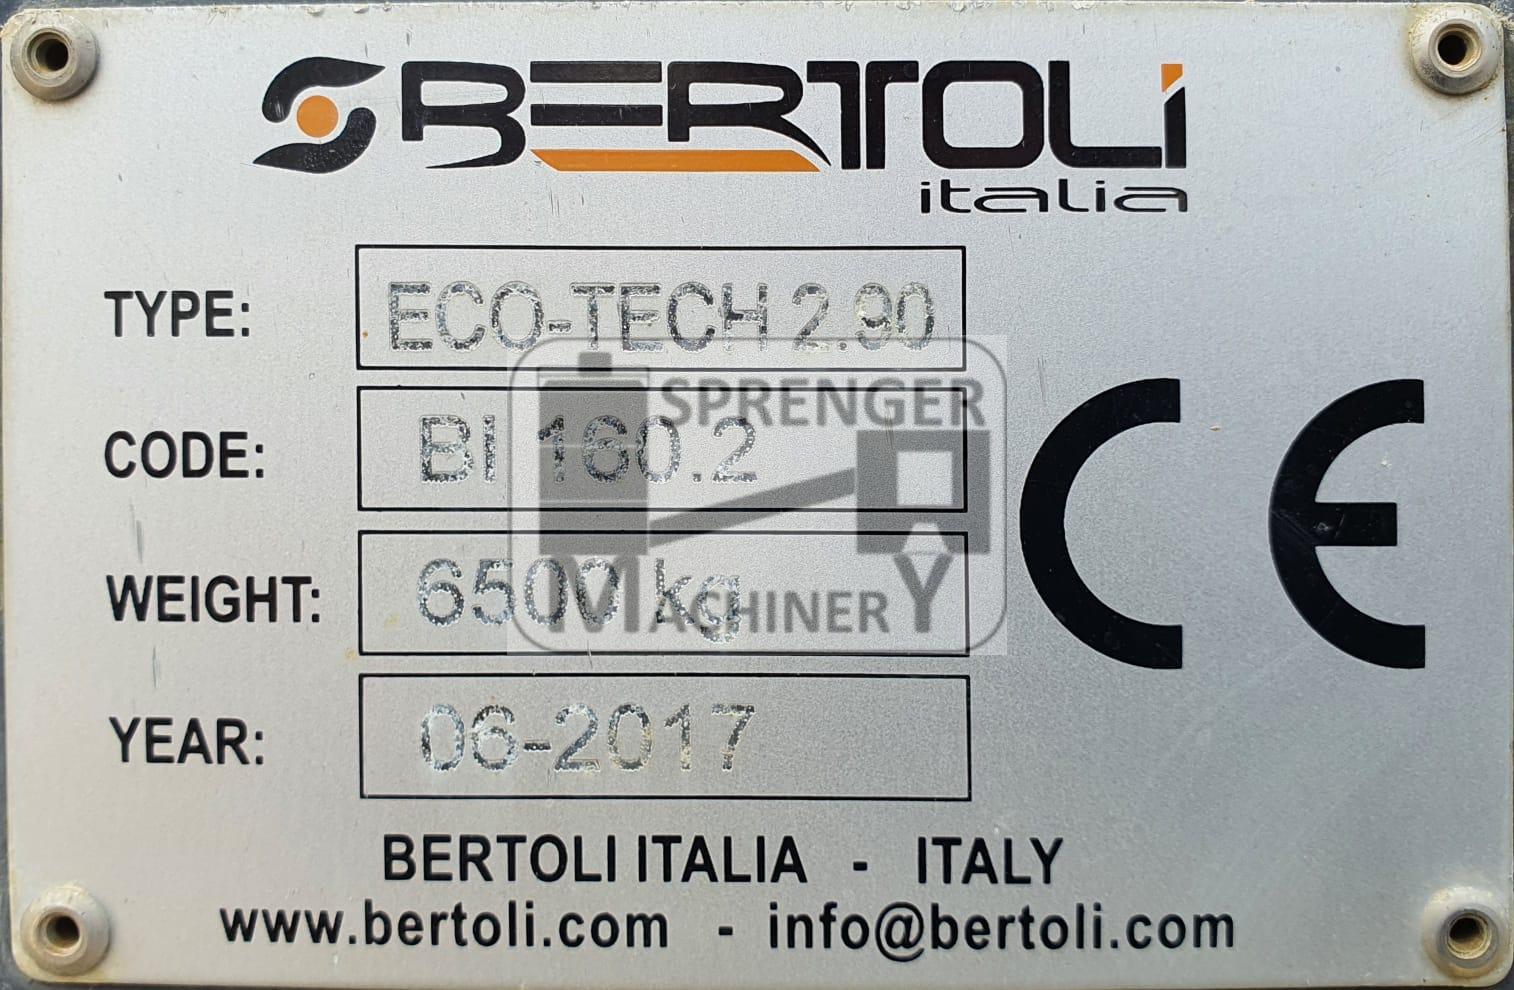 BERTOLI
italia
TYPE: ECO-TECH 2.90
SPRENGER
CODE: BI 160.2
WEIGHT: 6500 kg
MACHINERY
YEAR: 06-2017
CE
BERTOLI ITALIA - ITALY
www.bertoli.com - info@bertoli.com